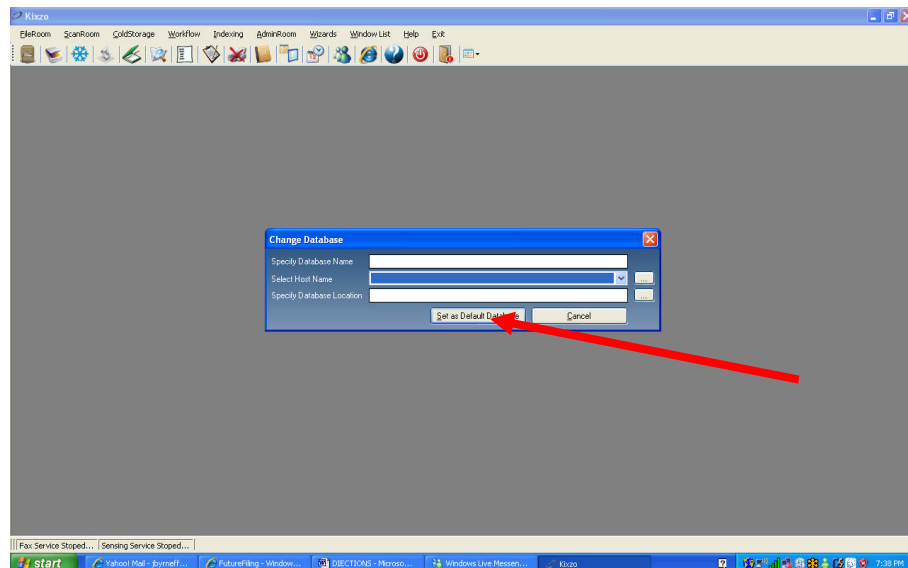 Kixzo
FileRoom ScanRoom ColdStorage Workflow Indexing AdminRoom Wizards Window List Help Exit
Change Database
Specify Database Name
Select Host Name
...
Specify Database Location
...
Set as Default Database Cancel
Fax Service Stoped... Sensing Service Stoped...
start Yahoo! Mail - fbyrneff... FutureFiling - Window... DIECTIONS - Microso... Windows Live Messen... Kixzo 7:38 PM